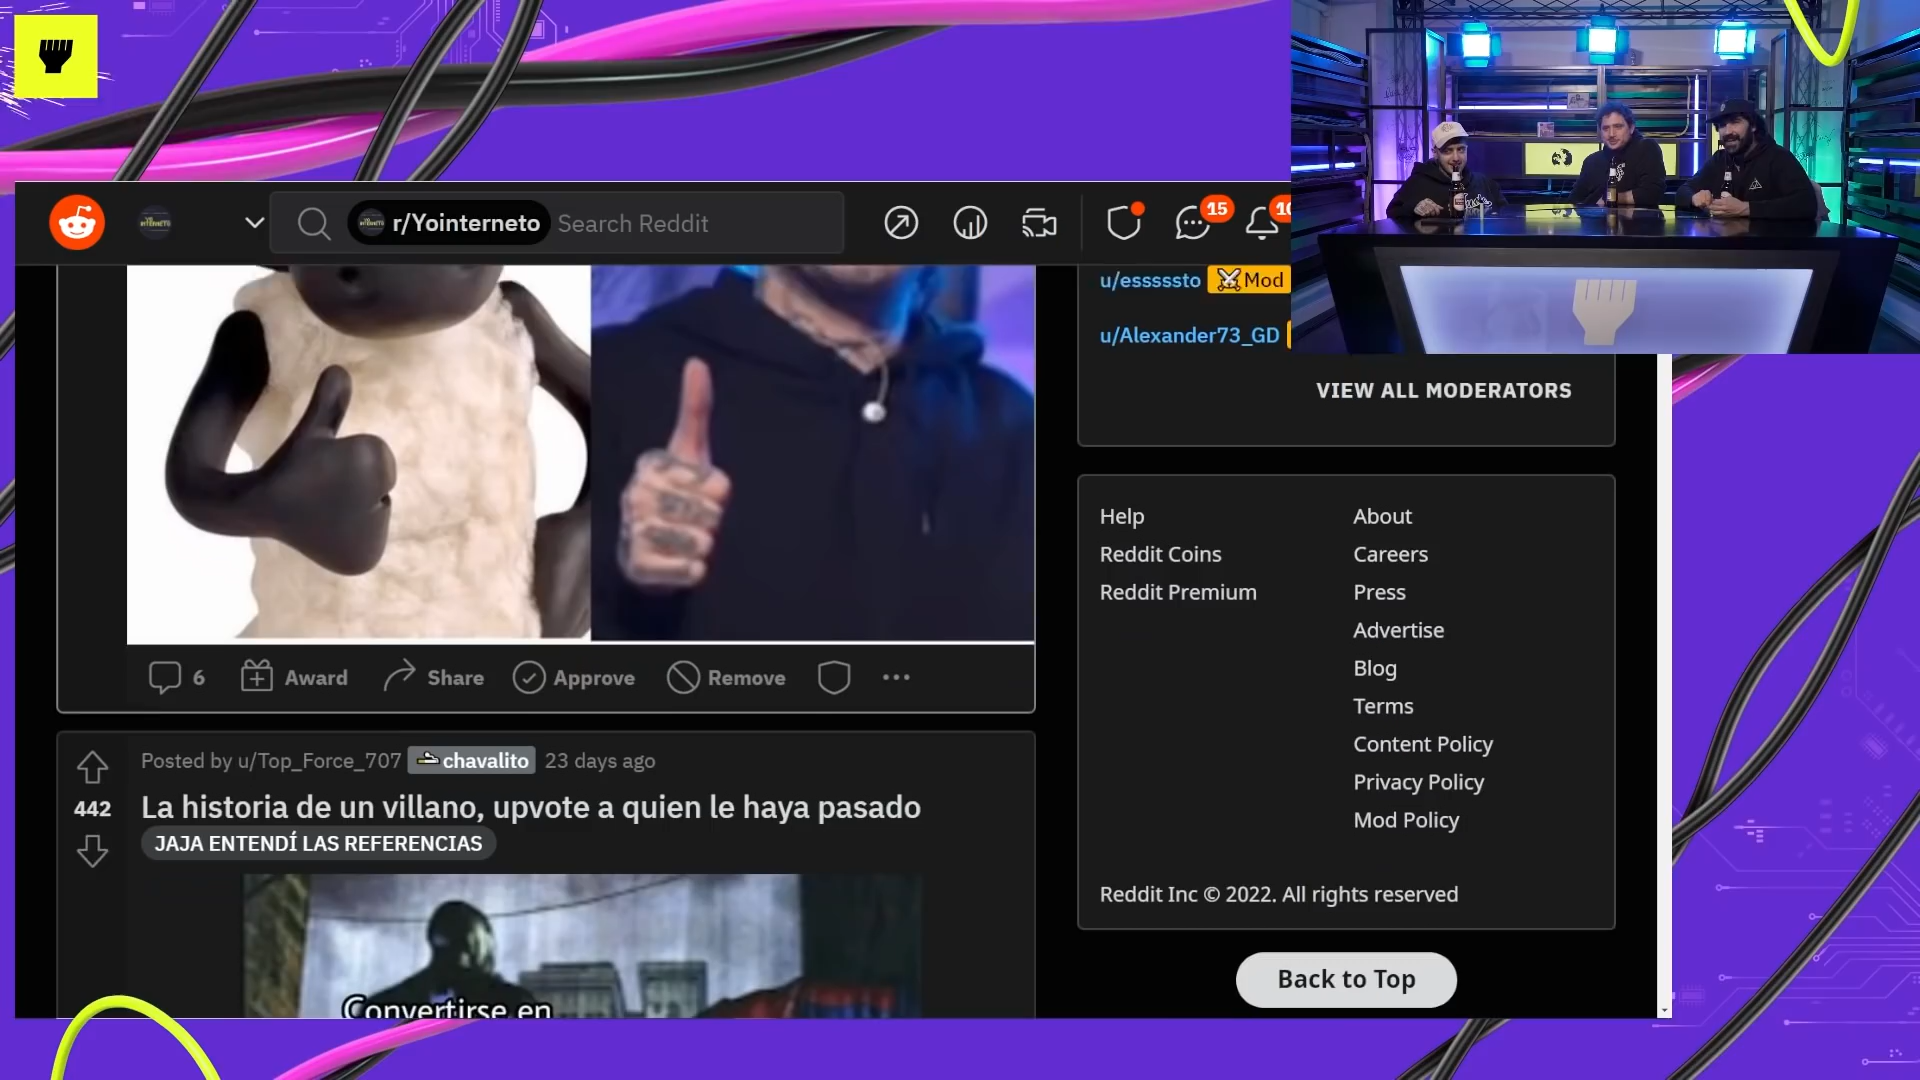 r/Yointerneto
Search Reddit
15
u/esssssto
Mod
u/Alexander73_GD
VIEW ALL MODERATORS
Help
About
Reddit Coins
Careers
Reddit Premium
Press
Advertise
Blog
Terms
Content Policy
Privacy Policy
Mod Policy
Reddit Inc © 2022. All rights reserved
Back to Top
6
Award
Share
Approve
Remove
Posted by u/Top_Force_707
chavalito
23 days ago
442
La historia de un villano, upvote a quien le haya pasado
JAJA ENTENDÍ LAS REFERENCIAS
Convertirse en